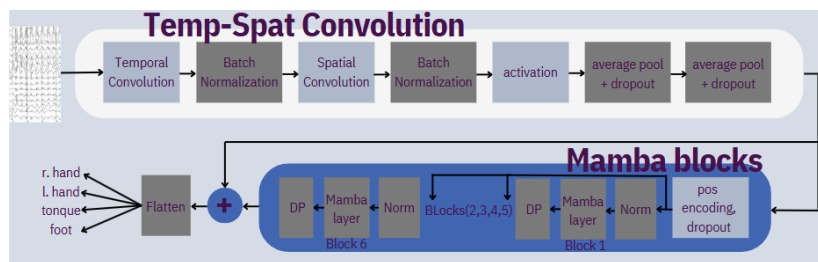 Temp-Spat Convolution
Temporal
Convolution
Batch
Normalization
Spatial
Convolution
Batch
Normalization
activation
average pool
+ dropout
average pool
+ dropout
Mamba blocks
pos
encoding,
dropout
Norm
Mamba
layer
DP
Block 1
BLocks(2,3,4,5)
Norm
Mamba
layer
DP
Block 6
+
Flatten
r. hand
l. hand
tonque
foot